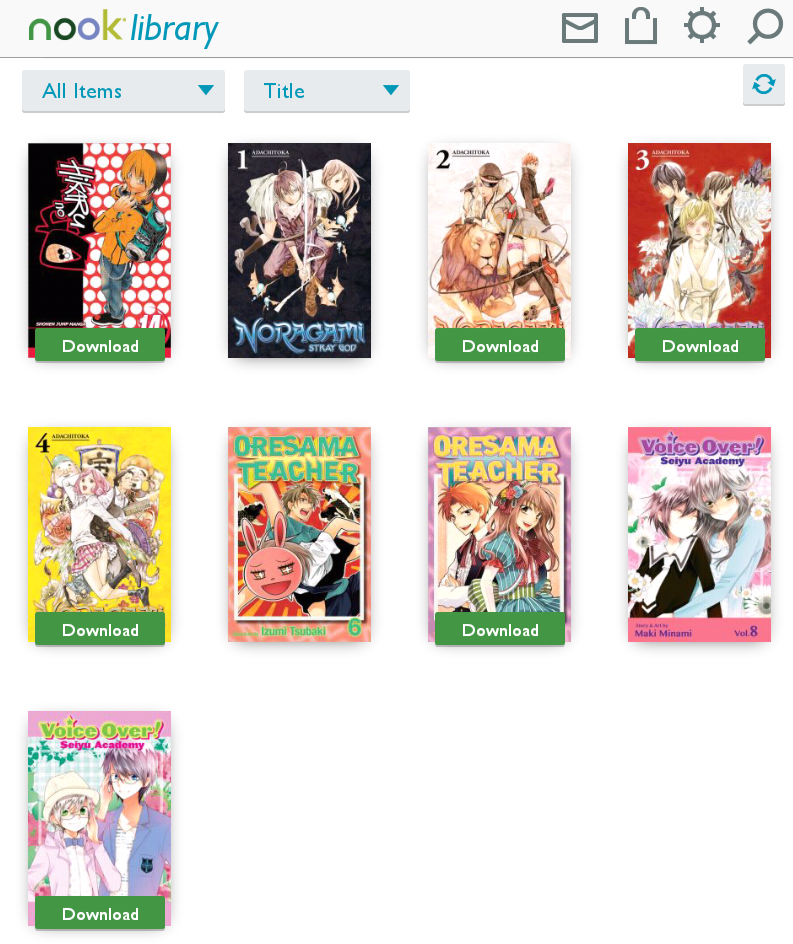 nook library
All Items
Title
HIKARU
no
SHONEN JUMP MANGA
Download
1 ADACHITOKA
NORAGAMI
STRAY GOD
2 ADACHITOKA
Download
3 ADACHITOKA
Download
4 ADACHITOKA
Download
ORESAMA
TEACHER
Izumi Tsubaki
6
ORESAMA
TEACHER
Download
Voice Over!
Seiyu Academy
Story & Art by
Maki Minami
Vol.8
Voice Over!
Seiyu Academy
Download